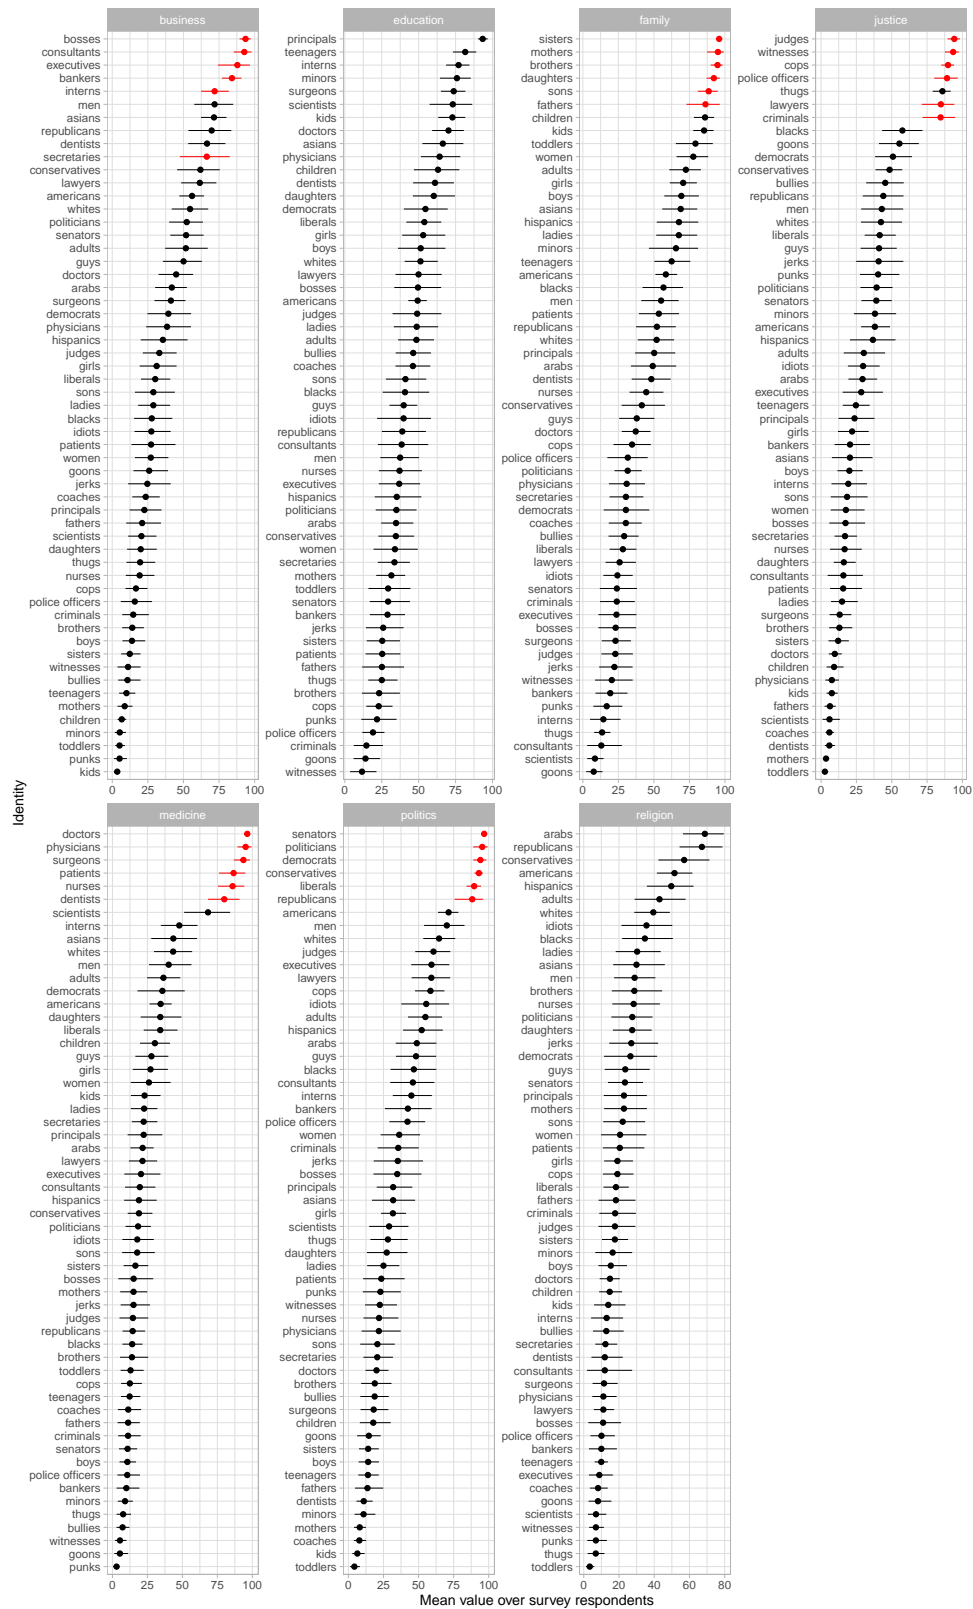 business
bosses
consultants
executives
bankers
interns
men
asians
republicans
dentists
secretaries
conservatives
lawyers
americans
whites
politicians
senators
adults
guys
doctors
arabs
surgeons
democrats
physicians
hispanics
judges
girls
liberals
sons
ladies
blacks
idiots
patients
women
goons
jerks
coaches
principals
fathers
scientists
daughters
thugs
nurses
cops
police officers
criminals
brothers
boys
sisters
witnesses
bullies
teenagers
mothers
children
minors
toddlers
punks
kids
0 25 50 75 100
education
principals
teenagers
interns
minors
surgeons
scientists
kids
doctors
asians
physicians
children
dentists
daughters
democrats
liberals
girls
boys
whites
lawyers
bosses
americans
judges
ladies
adults
bullies
coaches
sons
blacks
guys
idiots
republicans
consultants
men
nurses
executives
hispanics
politicians
arabs
conservatives
women
secretaries
mothers
toddlers
senators
bankers
jerks
sisters
patients
fathers
thugs
brothers
cops
punks
police officers
criminals
goons
witnesses
0 25 50 75 100
family
sisters
mothers
brothers
daughters
sons
fathers
children
kids
toddlers
women
adults
girls
boys
asians
hispanics
ladies
minors
teenagers
americans
blacks
men
patients
republicans
whites
principals
arabs
dentists
nurses
conservatives
guys
doctors
cops
police officers
politicians
physicians
secretaries
democrats
coaches
bullies
liberals
lawyers
idiots
senators
criminals
executives
bosses
surgeons
judges
jerks
witnesses
bankers
punks
interns
thugs
consultants
scientists
goons
0 25 50 75 100
justice
judges
witnesses
cops
police officers
thugs
lawyers
criminals
blacks
goons
democrats
conservatives
bullies
republicans
men
whites
liberals
guys
jerks
punks
politicians
senators
minors
americans
hispanics
adults
idiots
arabs
executives
teenagers
principals
girls
bankers
asians
boys
interns
sons
women
bosses
secretaries
nurses
daughters
consultants
patients
ladies
surgeons
brothers
sisters
doctors
children
physicians
kids
fathers
scientists
coaches
dentists
mothers
toddlers
0 25 50 75 100
Identity
medicine
doctors
physicians
surgeons
patients
nurses
dentists
scientists
interns
asians
whites
men
adults
democrats
americans
daughters
liberals
children
guys
girls
women
kids
ladies
secretaries
principals
arabs
lawyers
executives
consultants
hispanics
conservatives
politicians
idiots
sons
sisters
bosses
mothers
jerks
judges
republicans
blacks
brothers
toddlers
cops
teenagers
coaches
fathers
criminals
senators
boys
police officers
bankers
minors
thugs
bullies
witnesses
goons
punks
0 25 50 75 100
politics
senators
politicians
democrats
conservatives
liberals
republicans
americans
men
whites
judges
executives
lawyers
cops
idiots
adults
hispanics
arabs
guys
blacks
consultants
interns
bankers
police officers
women
criminals
jerks
bosses
principals
asians
girls
scientists
thugs
daughters
ladies
patients
punks
witnesses
nurses
physicians
sons
secretaries
doctors
brothers
bullies
surgeons
children
goons
sisters
boys
teenagers
fathers
dentists
minors
mothers
coaches
kids
toddlers
0 25 50 75 100
religion
arabs
republicans
conservatives
americans
hispanics
adults
whites
idiots
blacks
ladies
asians
men
brothers
nurses
politicians
daughters
jerks
democrats
guys
senators
principals
mothers
sons
women
patients
girls
cops
liberals
fathers
criminals
judges
sisters
minors
boys
doctors
children
kids
interns
bullies
secretaries
dentists
consultants
surgeons
physicians
lawyers
bosses
police officers
bankers
teenagers
executives
coaches
goons
scientists
witnesses
punks
thugs
toddlers
0 20 40 60 80
Mean value over survey respondents